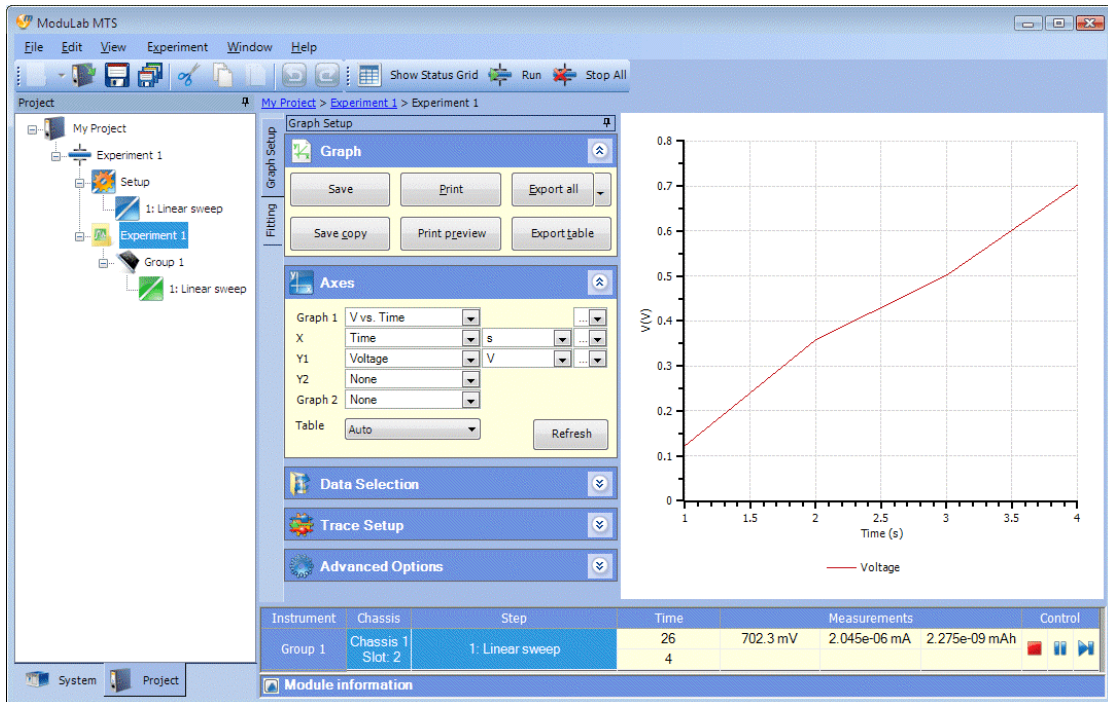 ModuLab MTS
File Edit View Experiment Window Help
Show Status Grid Run Stop All
Project
My Project
Experiment 1
Setup
1: Linear sweep
Experiment 1
Group 1
1: Linear sweep
System Project
My Project > Experiment 1 > Experiment 1
Graph Setup
Fitting
Graph Setup
Graph
Save Print Export all
Save copy Print preview Export table
Axes
Graph 1 V vs. Time ...
X Time s ...
Y1 Voltage V ...
Y2 None
Graph 2 None
Table Auto Refresh
Data Selection
Trace Setup
Advanced Options
0.8
0.7
0.6
0.5
0.4
0.3
0.2
0.1
0
V(V)
1 1.5 2 2.5 3 3.5 4
Time (s)
Voltage
Instrument Chassis Step Time Measurements Control
Group 1 Chassis 1 Slot: 2 1: Linear sweep 26 702.3 mV 2.045e-06 mA 2.275e-09 mAh
4
Module information